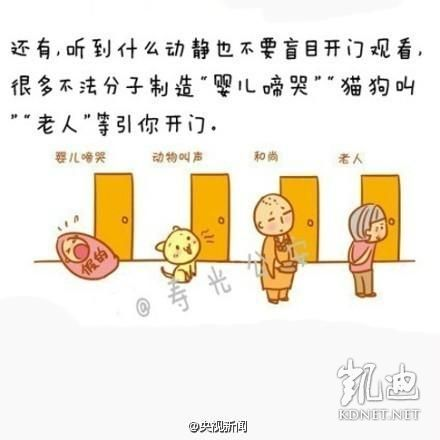 还有,听到什么动静也不要盲目开门观看,
很多不法分子制造“婴儿啼哭”“猫狗叫
”“老人”等引你开门。
婴儿啼哭 动物叫声 和尚 老人
假的
@寿光公安
凯迪
KDNET.NET
@央视新闻